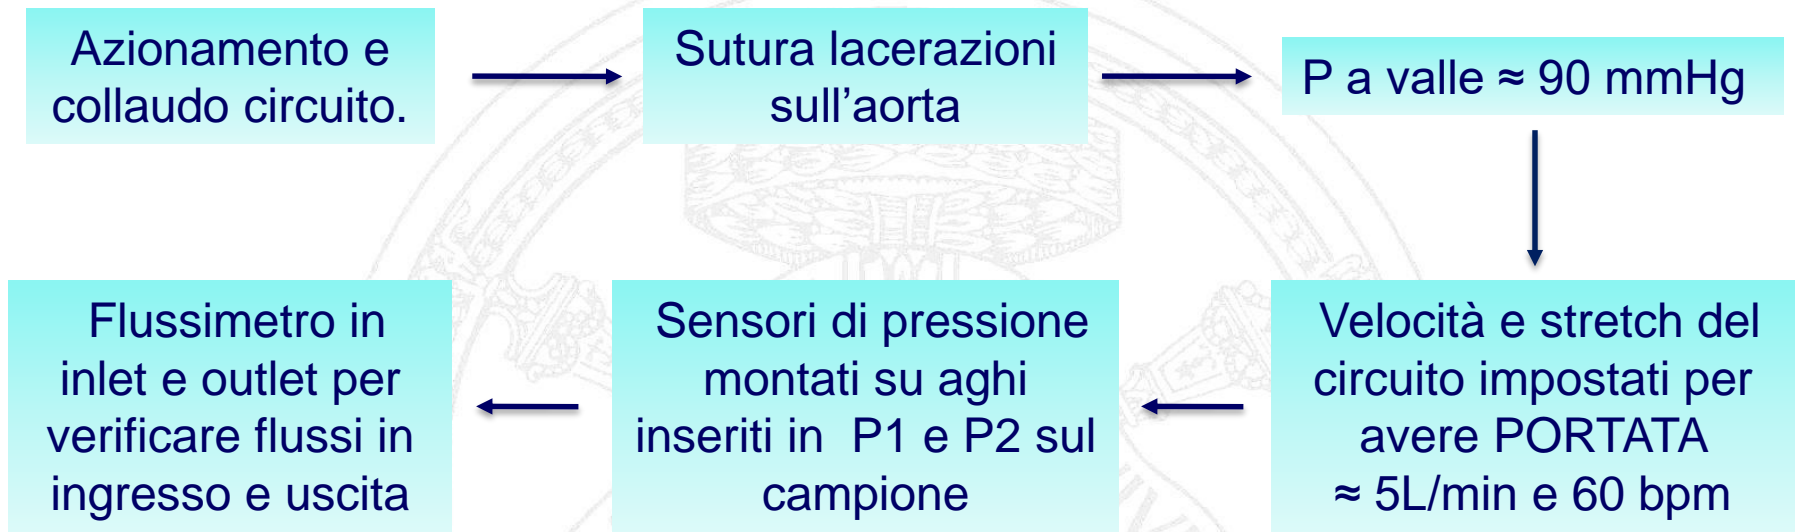 Azionamento e
collaudo circuito.
Sutura lacerazioni
sull’aorta
P a valle ≈ 90 mmHg
Velocità e stretch del
circuito impostati per
avere PORTATA
≈ 5L/min e 60 bpm
Sensori di pressione
montati su aghi
inseriti in P1 e P2 sul
campione
Flussimetro in
inlet e outlet per
verificare flussi in
ingresso e uscita